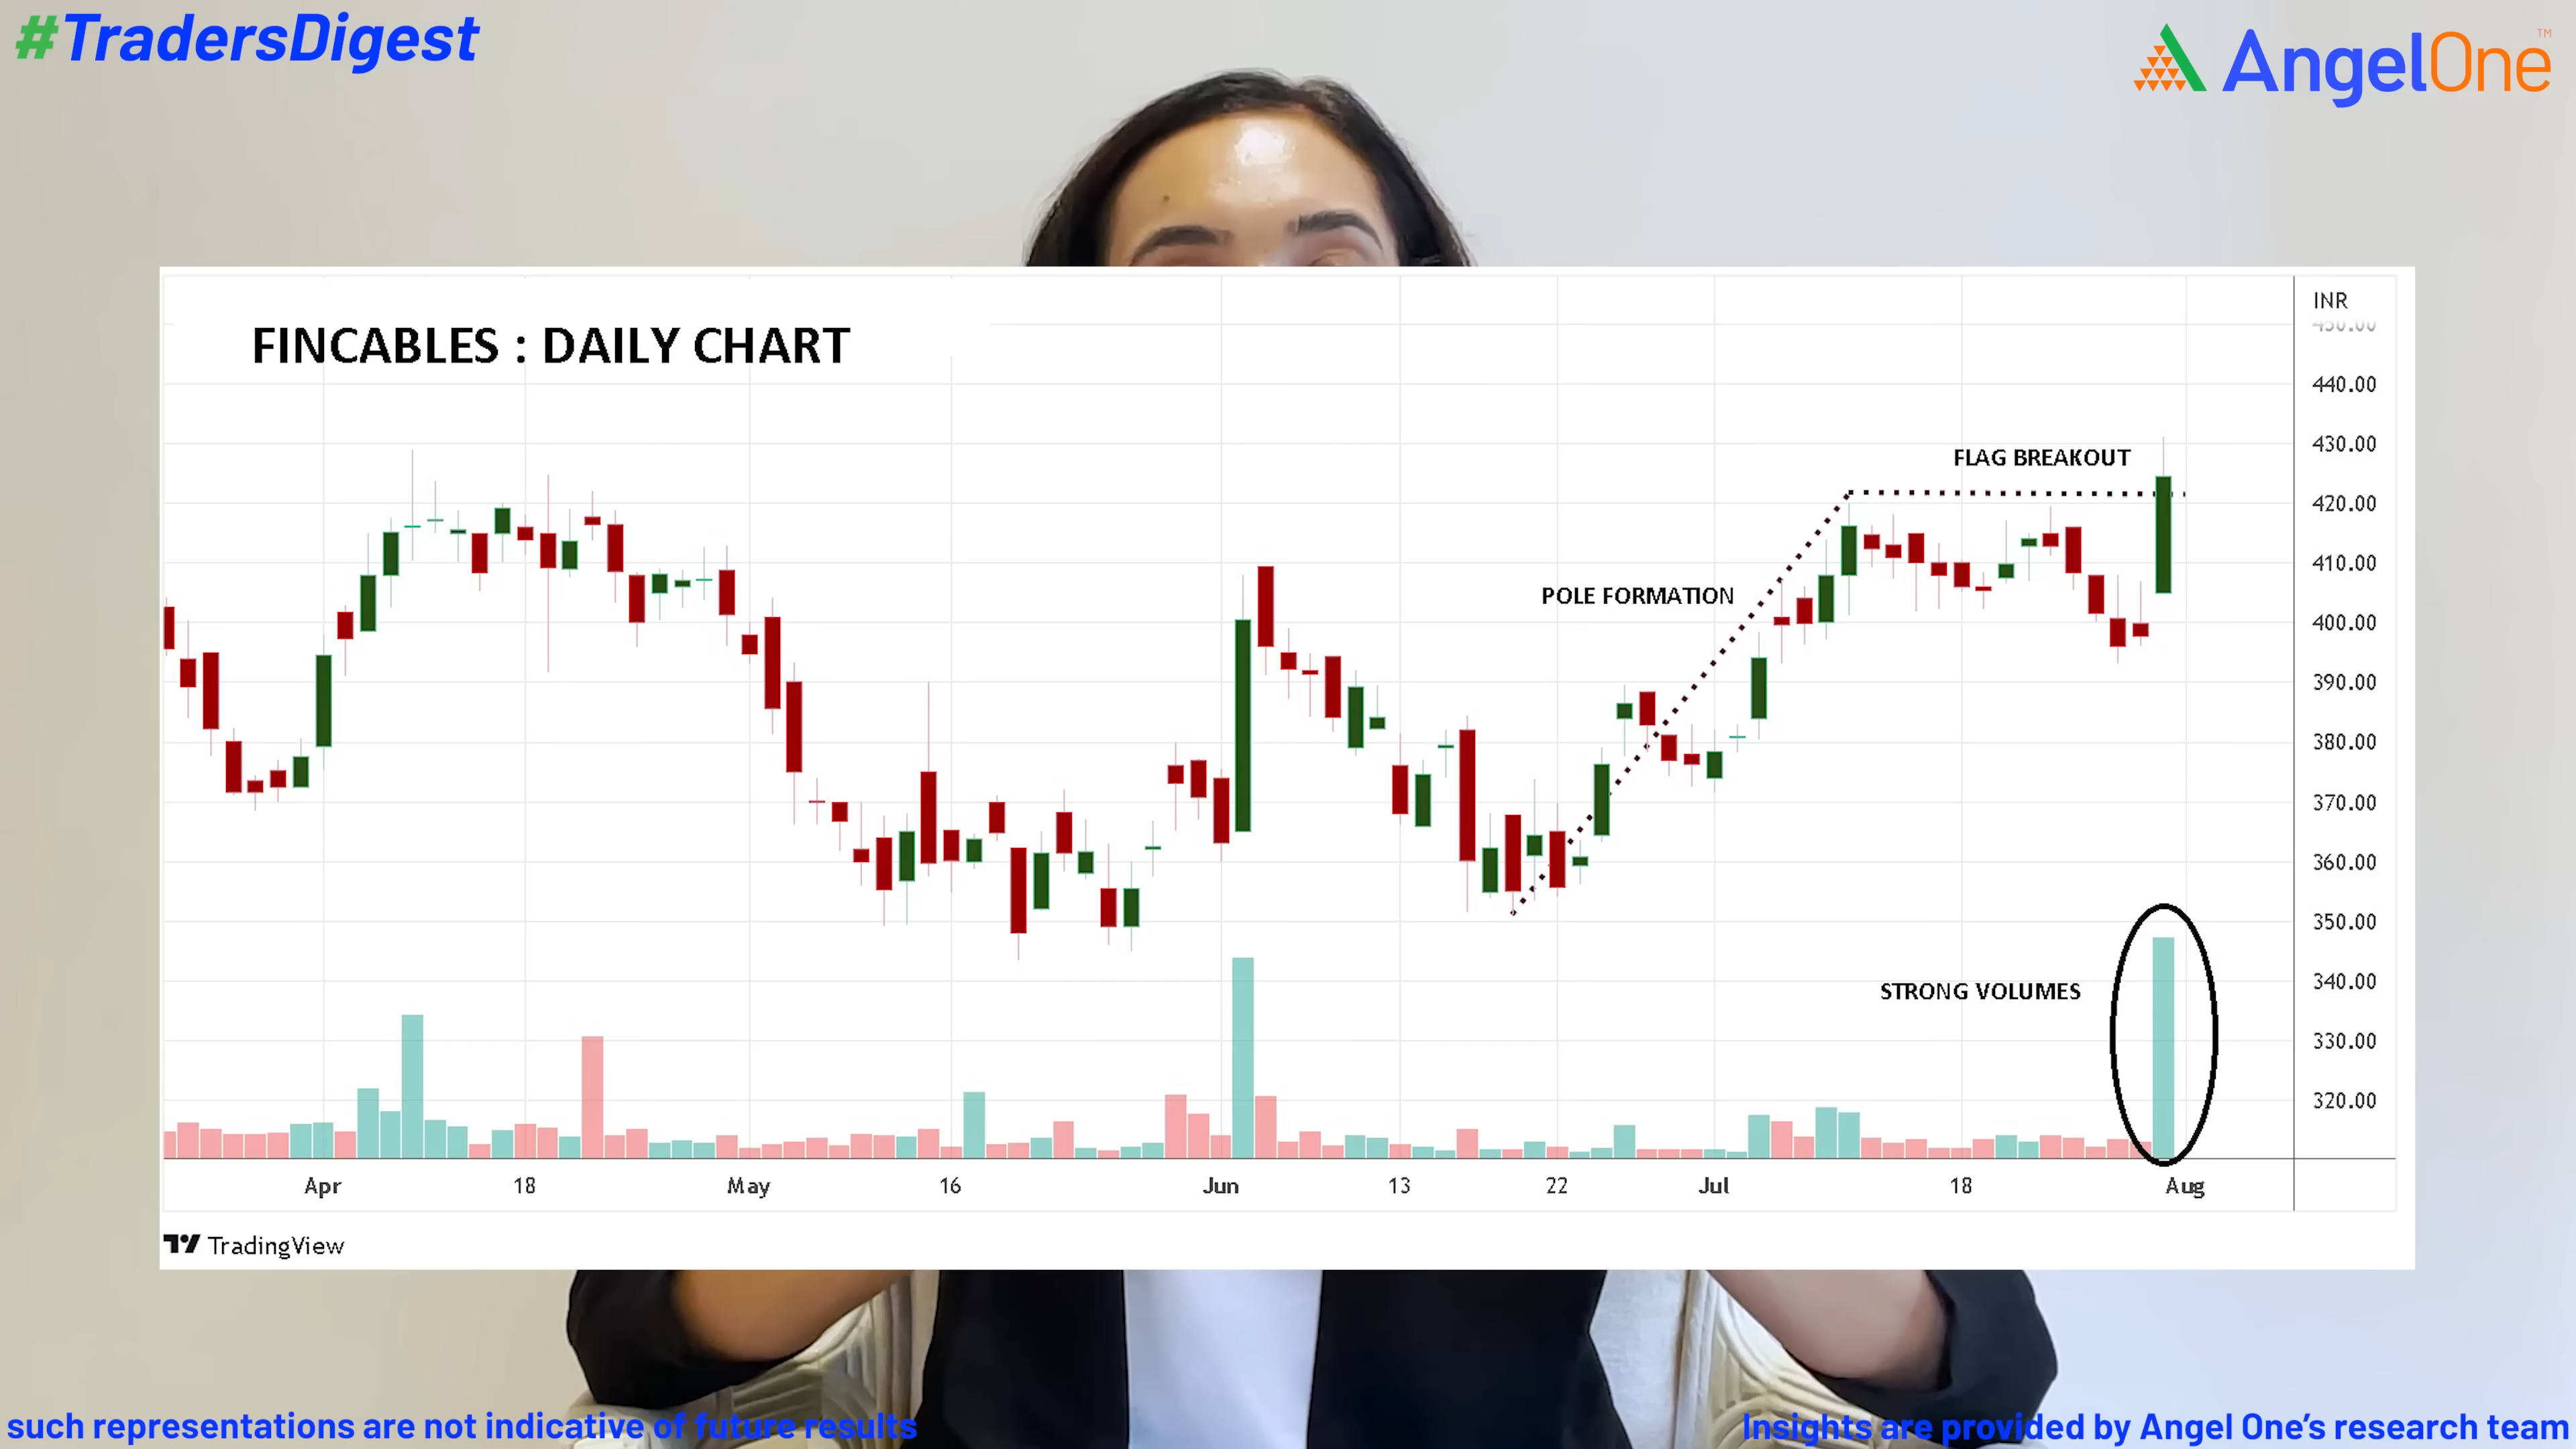 #TradersDigest
AngelOne™
FINCABLES : DAILY CHART
INR
450.00
440.00
430.00
FLAG BREAKOUT
420.00
410.00
POLE FORMATION
400.00
390.00
380.00
370.00
360.00
350.00
STRONG VOLUMES
340.00
330.00
320.00
Apr 18 May 16 Jun 13 22 Jul 18 Aug
TradingView
such representations are not indicative of future results
Insights are provided by Angel One's research team